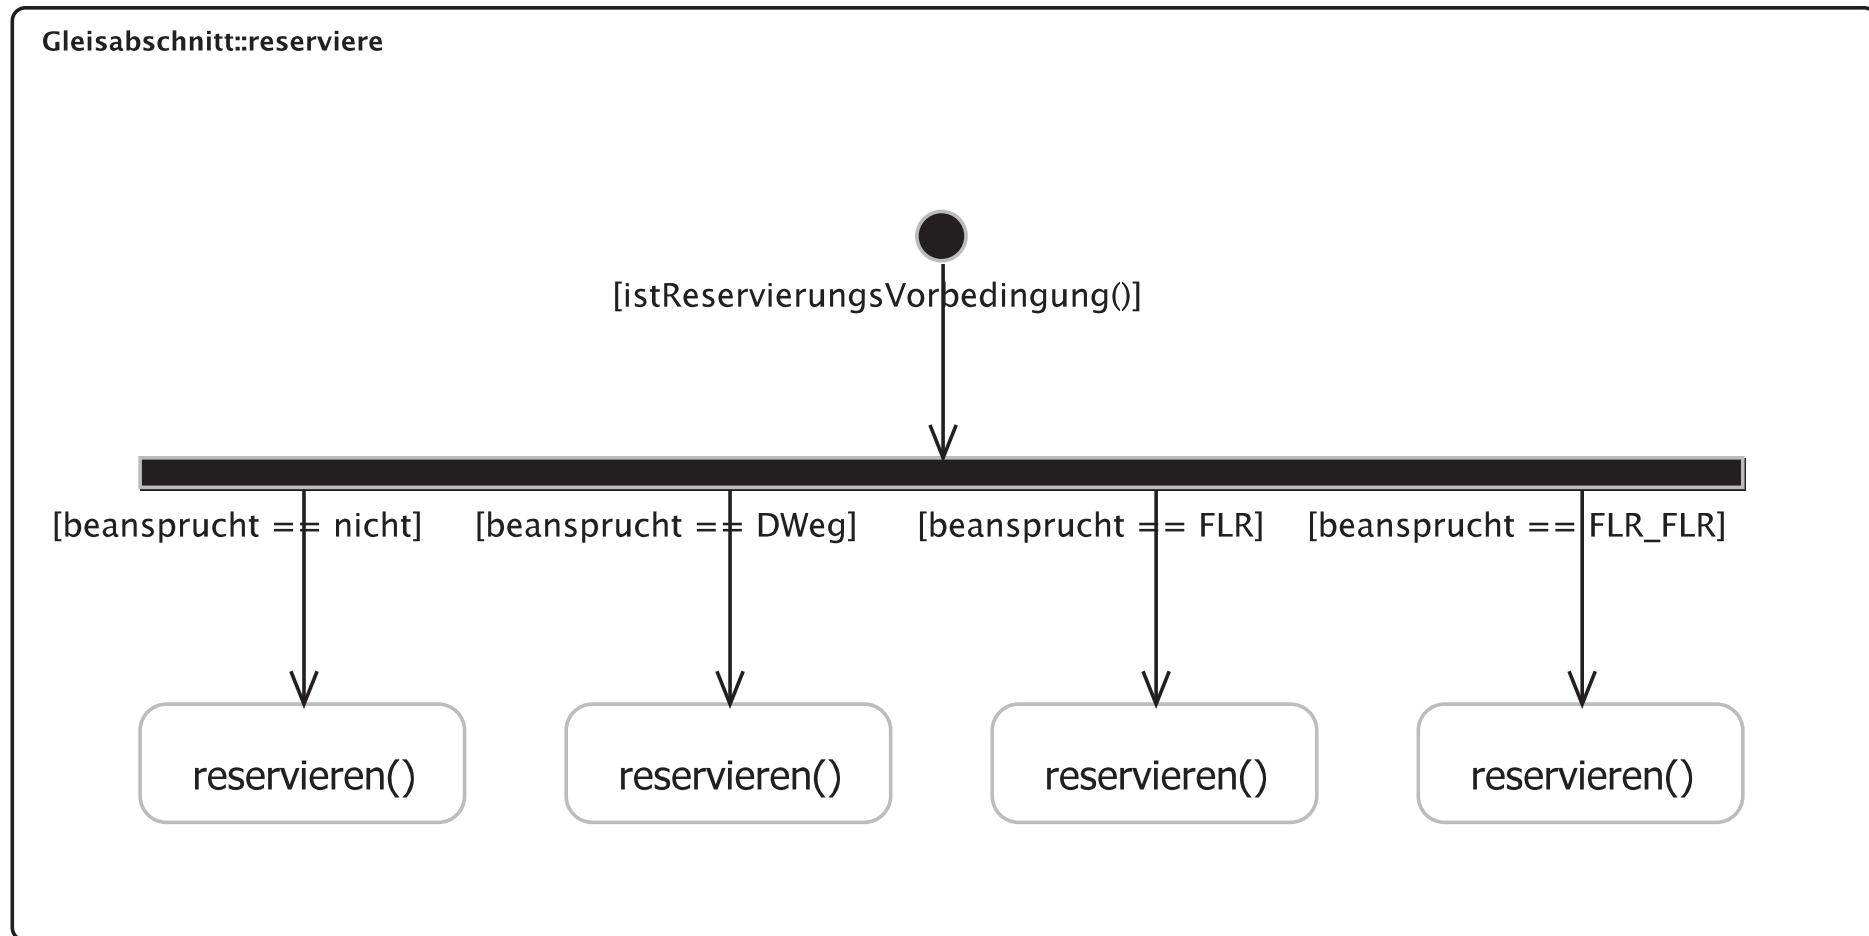 Gleisabschnitt::reserviere
[istReservierungsVorbedingung()]
[beansprucht == nicht]
[beansprucht == DWeg]
[beansprucht == FLR]
[beansprucht == FLR_FLR]
reservieren()
reservieren()
reservieren()
reservieren()